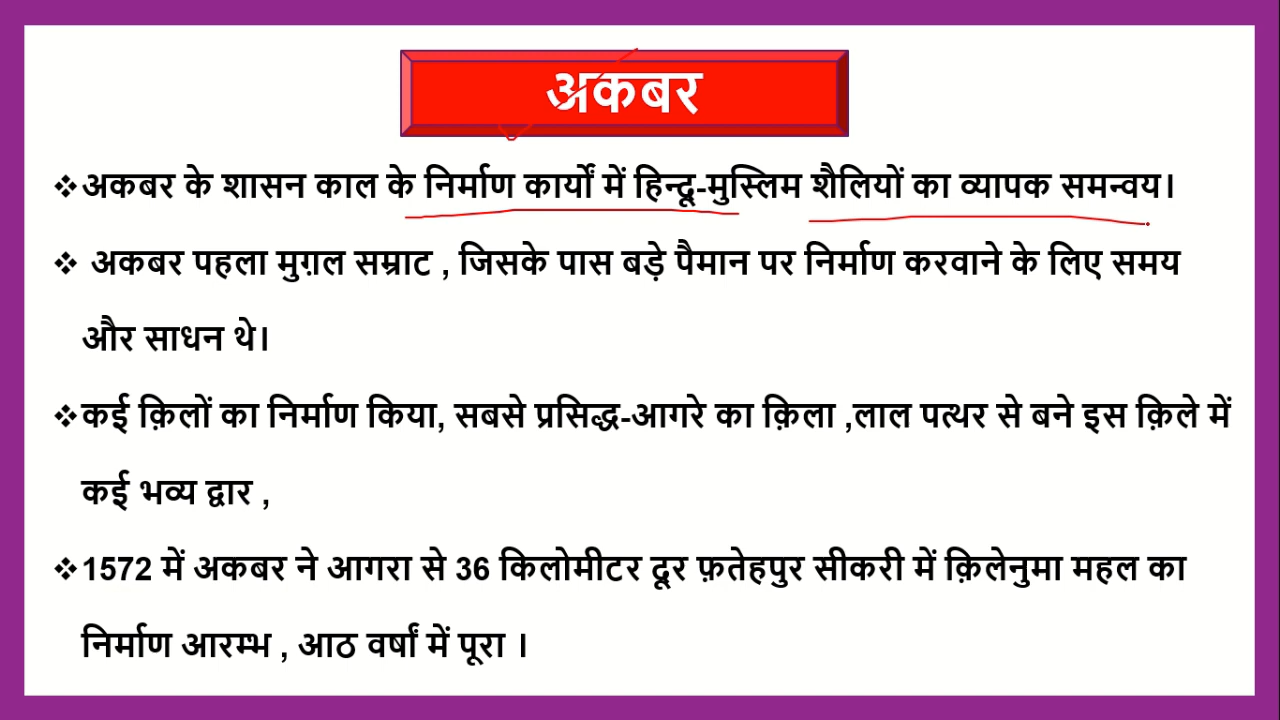 अकबर
❖अकबर के शासन काल के निर्माण कार्यों में हिन्दू-मुस्लिम शैलियों का व्यापक समन्वय।
❖ अकबर पहला मुग़ल सम्राट , जिसके पास बड़े पैमान पर निर्माण करवाने के लिए समय
और साधन थे।
❖कई क़िलों का निर्माण किया, सबसे प्रसिद्ध-आगरे का क़िला ,लाल पत्थर से बने इस क़िले में
कई भव्य द्वार ,
❖1572 में अकबर ने आगरा से 36 किलोमीटर दूर फ़तेहपुर सीकरी में क़िलेनुमा महल का
निर्माण आरम्भ , आठ वर्षां में पूरा ।